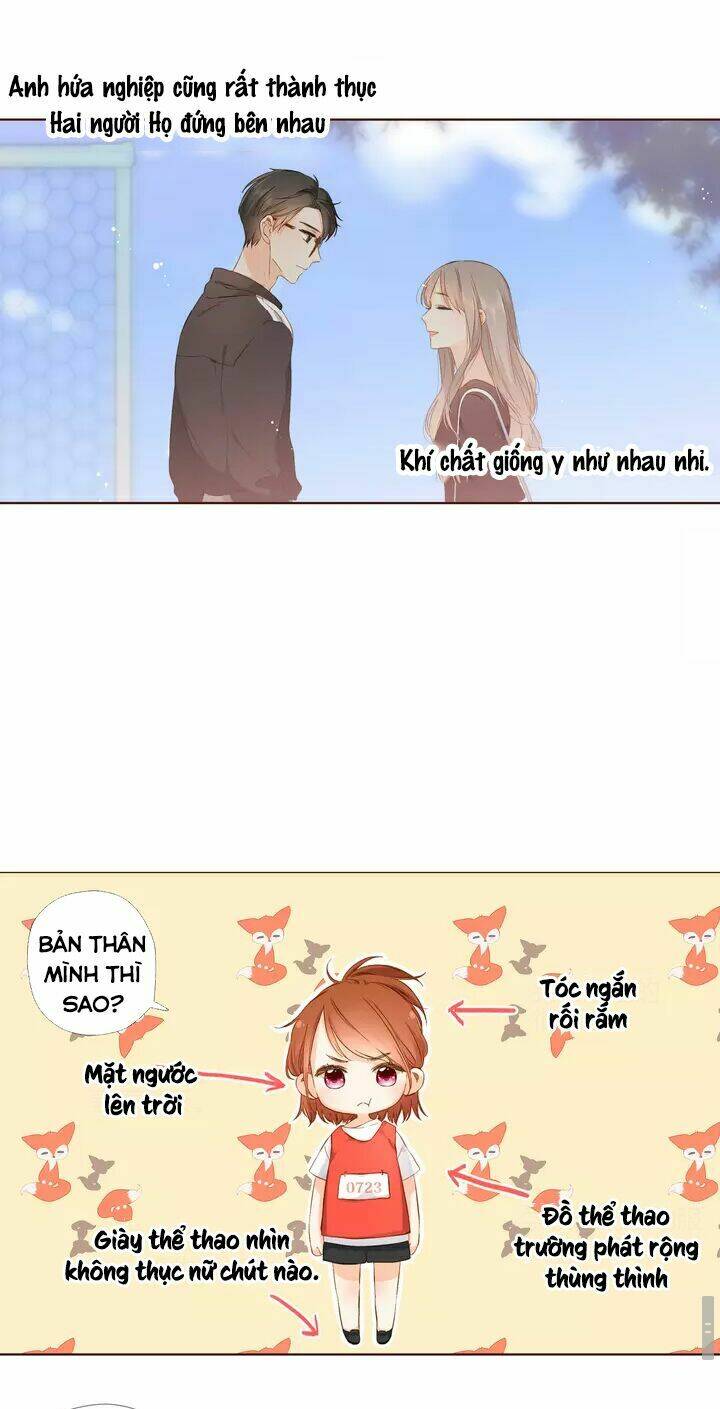 Anh hứa nghiệp cũng rất thành thục
Hai người Họ đứng bên nhau
Khí chất giống y như nhau nhỉ.
BẢN THÂN
MÌNH THÌ
SAO?
Tóc ngắn
rối rắm
Mặt ngước
lên trời
0723
Đồ thể thao
trường phát rộng
thùng thình
Giày thể thao nhìn
không thục nữ chút nào.